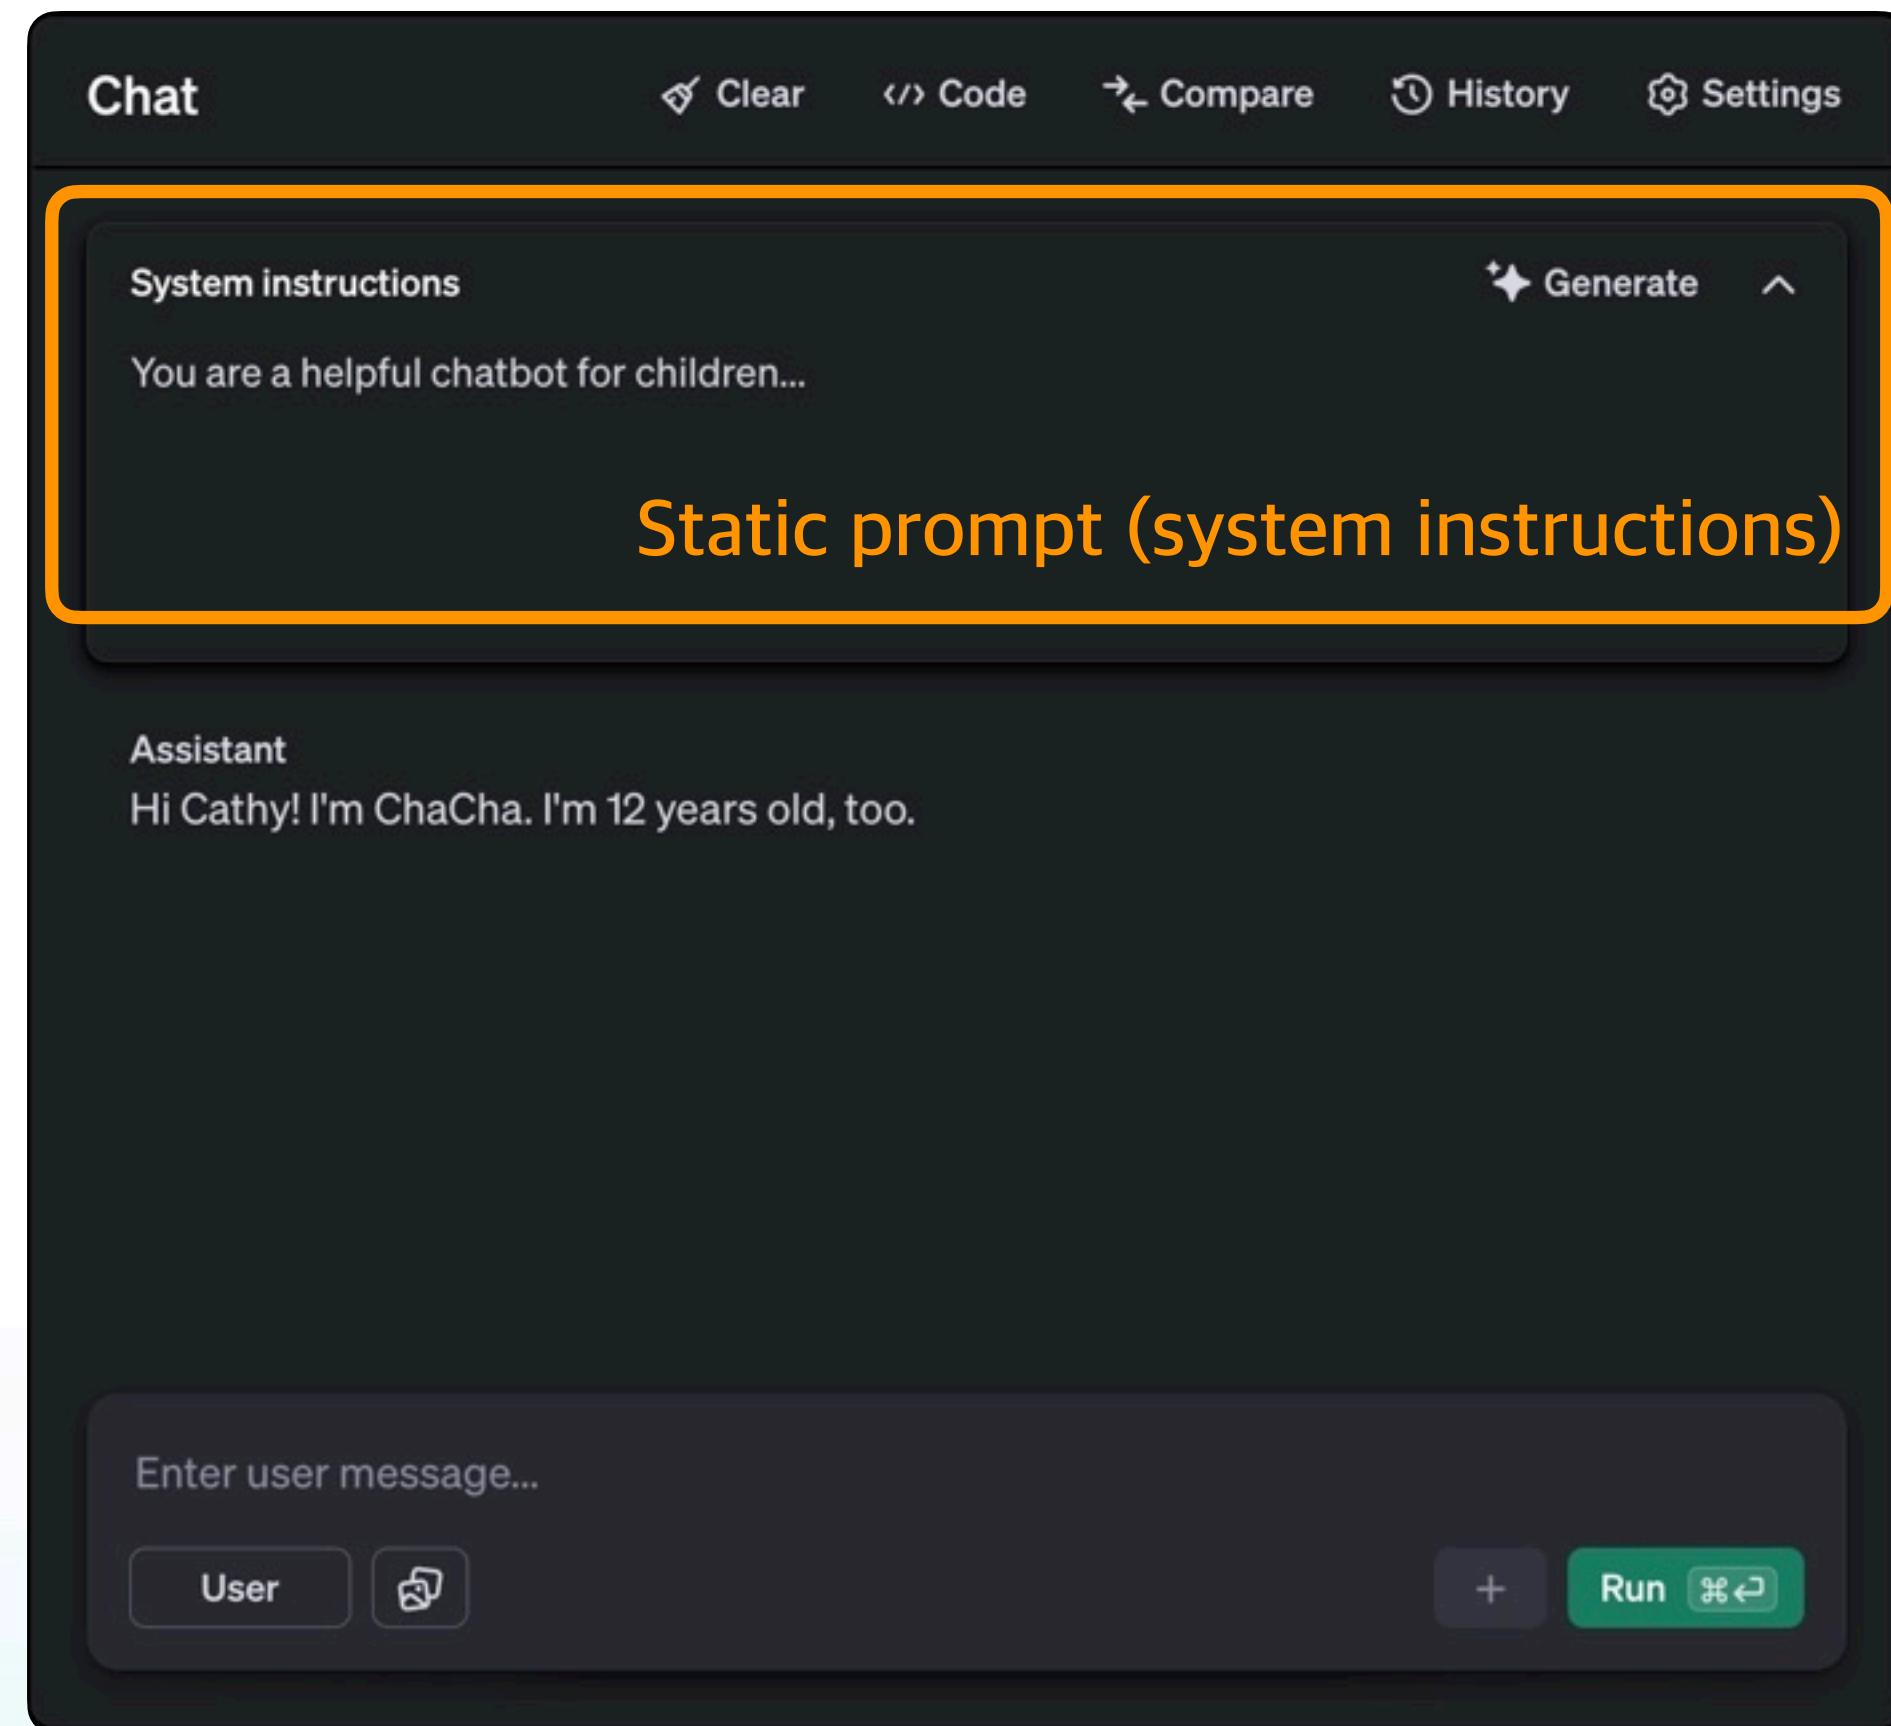 Chat Clear </> Code Compare History Settings
System instructions Generate
You are a helpful chatbot for children...
Static prompt (system instructions)
Assistant
Hi Cathy! I'm ChaCha. I'm 12 years old, too.
Enter user message...
User + Run ⌘↵